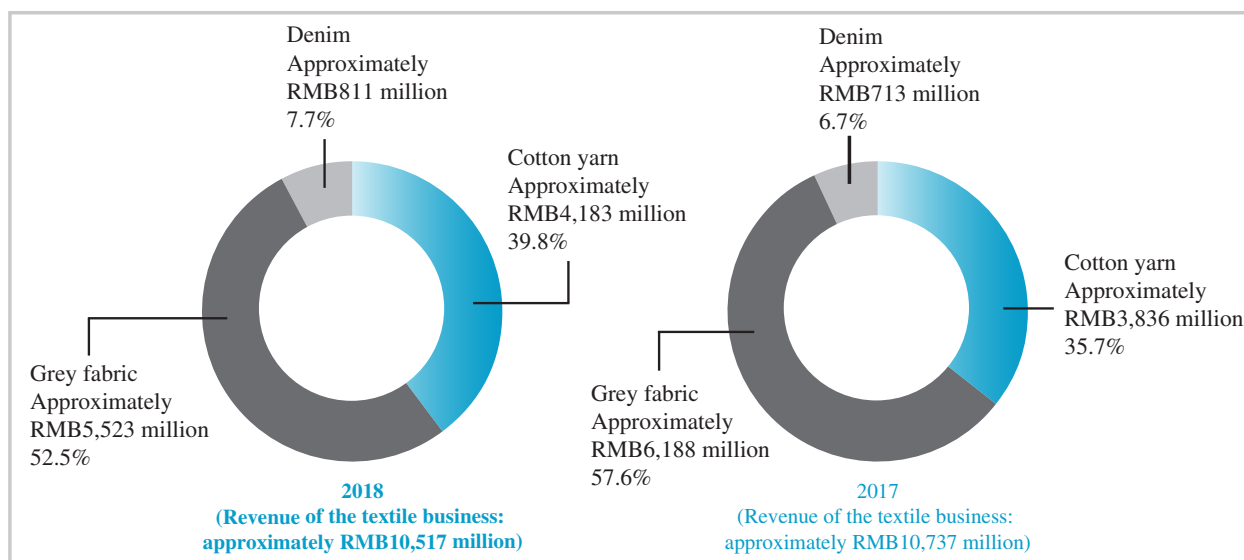 Denim
Approximately
RMB811 million
7.7%
Cotton yarn
Approximately
RMB4,183 million
39.8%
Grey fabric
Approximately
RMB5,523 million
52.5%
2018
(Revenue of the textile business:
approximately RMB10,517 million)
Denim
Approximately
RMB713 million
6.7%
Cotton yarn
Approximately
RMB3,836 million
35.7%
Grey fabric
Approximately
RMB6,188 million
57.6%
2017
(Revenue of the textile business:
approximately RMB10,737 million)